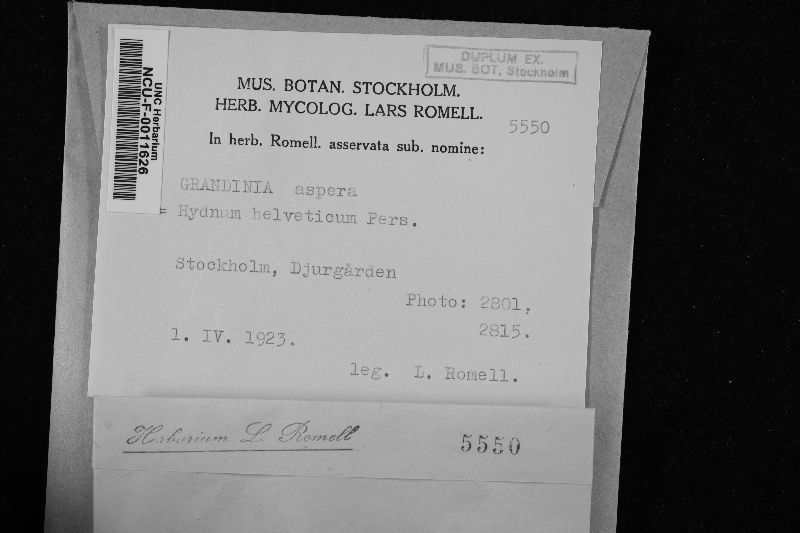 DUPLUM EX.
MUS. BOT. Stockholm
UNC Herbarium
NCU-F-0011626
MUS. BOTAN. STOCKHOLM.
HERB. MYCOLOG. LARS ROMELL.
5550
In herb. Romell. asservata sub. nomine:
GRANDINIA aspera
= Hydnum helveticum Pers.
Stockholm, Djurgården
Photo: 2801,
2815.
1. IV. 1923.
leg. L. Romell.
Herbarium L. Romell
5550